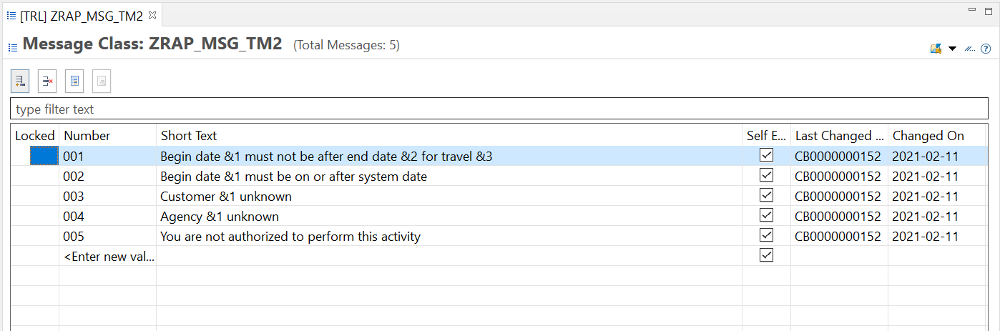 [TRL] ZRAP_MSG_TM2
Message Class: ZRAP_MSG_TM2 (Total Messages: 5)
type filter text
Locked Number Short Text Self E... Last Changed ... Changed On
001 Begin date &1 must not be after end date &2 for travel &3 CB0000000152 2021-02-11
002 Begin date &1 must be on or after system date CB0000000152 2021-02-11
003 Customer &1 unknown CB0000000152 2021-02-11
004 Agency &1 unknown CB0000000152 2021-02-11
005 You are not authorized to perform this activity CB0000000152 2021-02-11
<Enter new val...